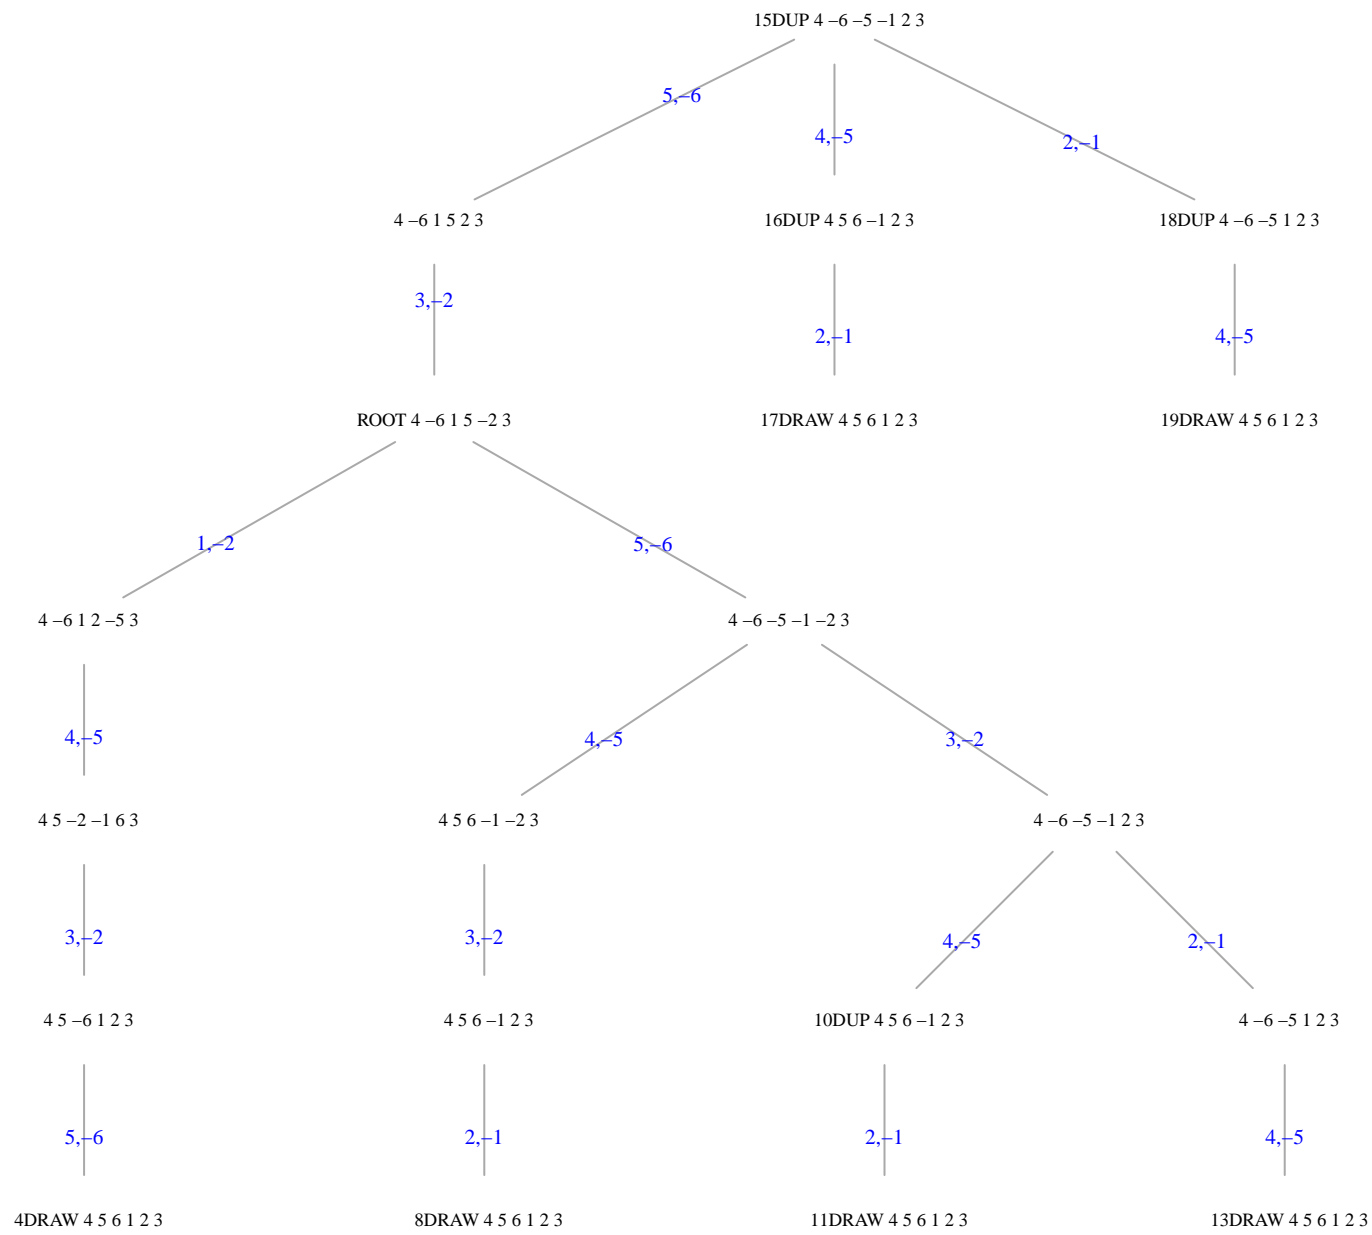 15DUP 4 –6 –5 –1 2 3
5,–6
4,–5
2,–1
4 –6 1 5 2 3
16DUP 4 5 6 –1 2 3
18DUP 4 –6 –5 1 2 3
3,–2
2,–1
4,–5
ROOT 4 –6 1 5 –2 3
17DRAW 4 5 6 1 2 3
19DRAW 4 5 6 1 2 3
1,–2
5,–6
4 –6 1 2 –5 3
4 –6 –5 –1 –2 3
4,–5
4,–5
3,–2
4 5 –2 –1 6 3
4 5 6 –1 –2 3
4 –6 –5 –1 2 3
3,–2
3,–2
4,–5
2,–1
4 5 –6 1 2 3
4 5 6 –1 2 3
10DUP 4 5 6 –1 2 3
4 –6 –5 1 2 3
5,–6
2,–1
2,–1
4,–5
4DRAW 4 5 6 1 2 3
8DRAW 4 5 6 1 2 3
11DRAW 4 5 6 1 2 3
13DRAW 4 5 6 1 2 3